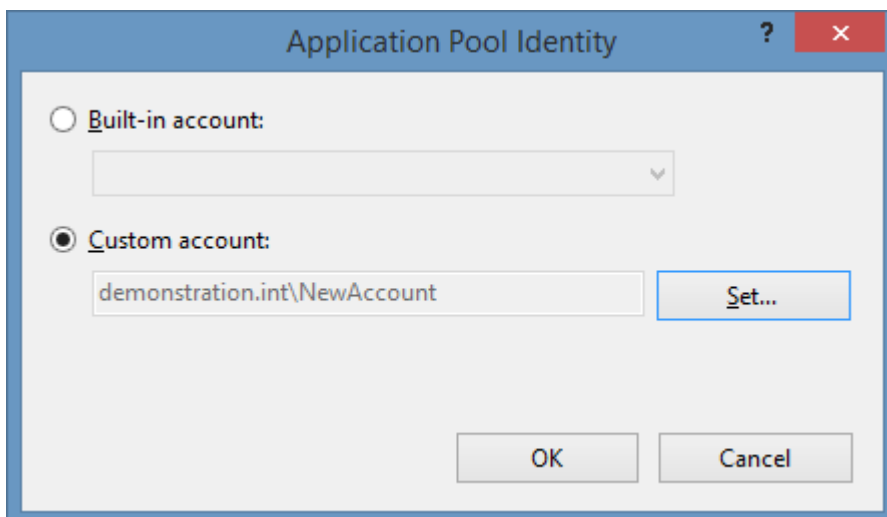 Application Pool Identity
?
Built-in account:
Custom account:
demonstration.int\NewAccount
Set...
OK
Cancel